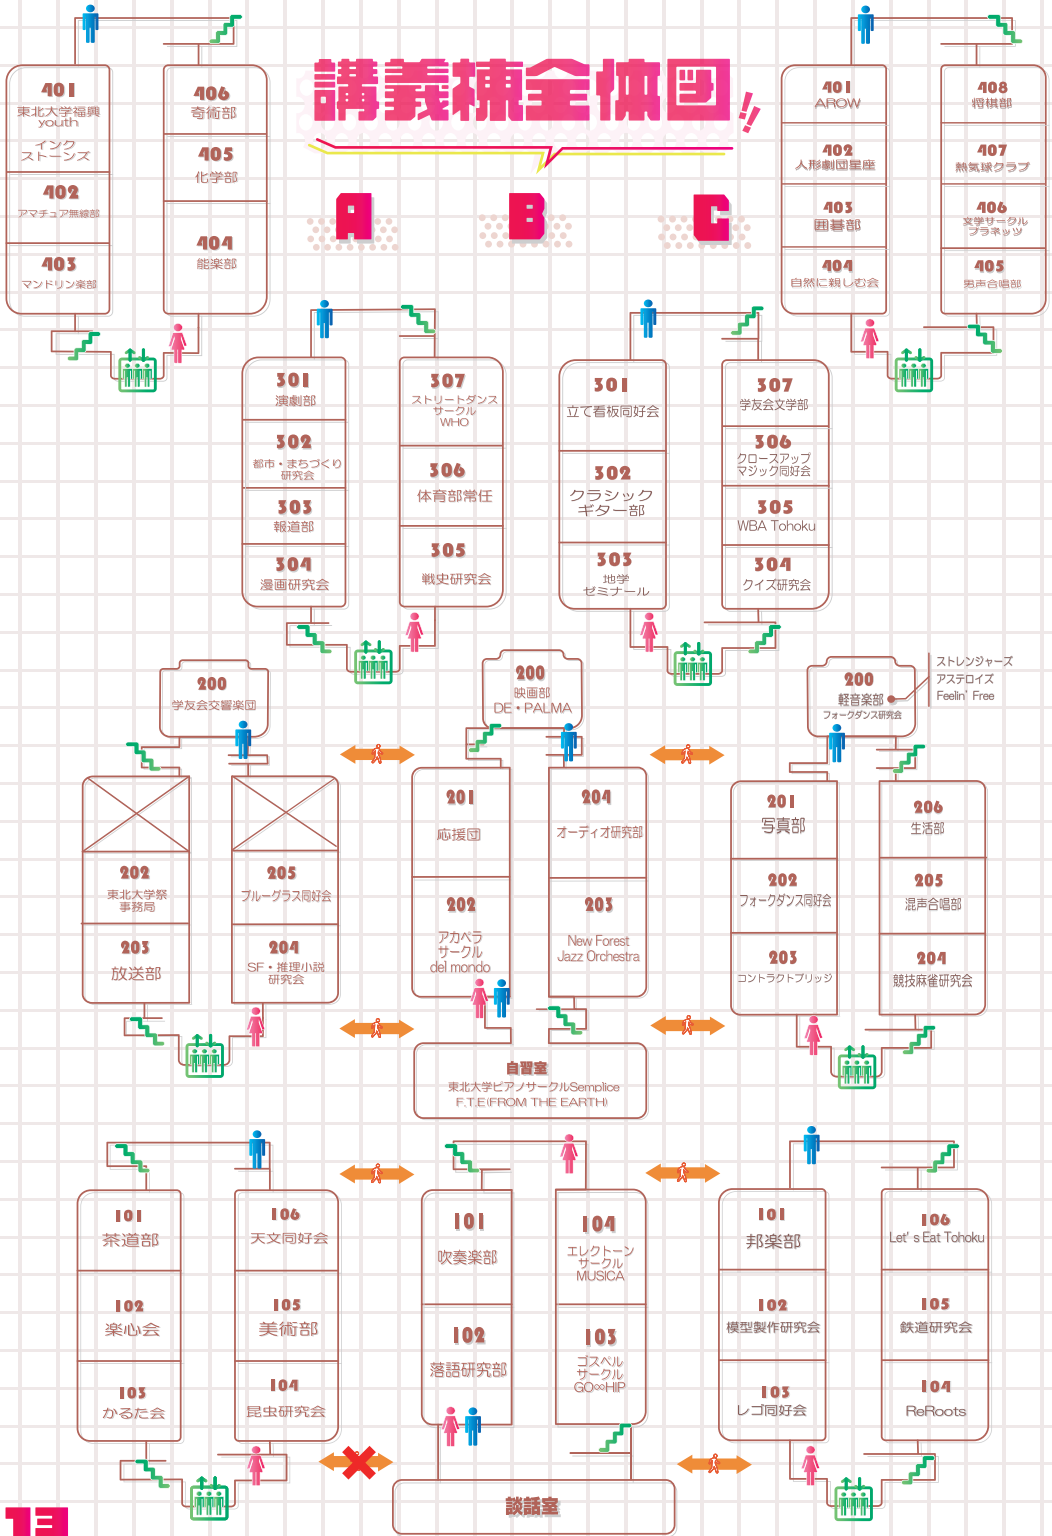 講義棟全体図!!
A
B
C
401
東北大学福興
youth
インク
ストーンズ
402
アマチュア無線部
403
マンドリン楽部
406
奇術部
405
化学部
404
能楽部
401
AROW
402
人形劇団星座
403
囲碁部
404
自然に親しむ会
408
将棋部
407
熱気球クラブ
406
文学サークル
プラネッツ
405
男声合唱部
301
演劇部
302
都市・まちづくり
研究会
303
報道部
304
漫画研究会
307
ストリートダンス
サークル
WHO
306
体育部常任
305
戦史研究会
301
立て看板同好会
302
クラシック
ギター部
303
地学
ゼミナール
307
学友会文学部
306
クロースアップ
マジック同好会
305
WBA Tohoku
304
クイズ研究会
200
学友会交響楽団
200
映画部
DE・PALMA
200
軽音楽部
フォークダンス研究会
ストレンジャーズ
アステロイズ
Feelin' Free
202
東北大学祭
事務局
203
放送部
205
ブルーグラス同好会
204
SF・推理小説
研究会
201
応援団
202
アカペラ
サークル
del mondo
204
オーディオ研究部
203
New Forest
Jazz Orchestra
201
写真部
202
フォークダンス同好会
203
コントラクトブリッジ
206
生活部
205
混声合唱部
204
競技麻雀研究会
自習室
東北大学ピアノサークルSemplice
F.T.E(FROM THE EARTH)
101
茶道部
102
楽心会
103
かるた会
106
天文同好会
105
美術部
104
昆虫研究会
101
吹奏楽部
102
落語研究部
104
エレクトーン
サークル
MUSICA
103
ゴスペル
サークル
GO∞HIP
101
邦楽部
102
模型製作研究会
103
レゴ同好会
106
Let's Eat Tohoku
105
鉄道研究会
104
ReRoots
談話室
13